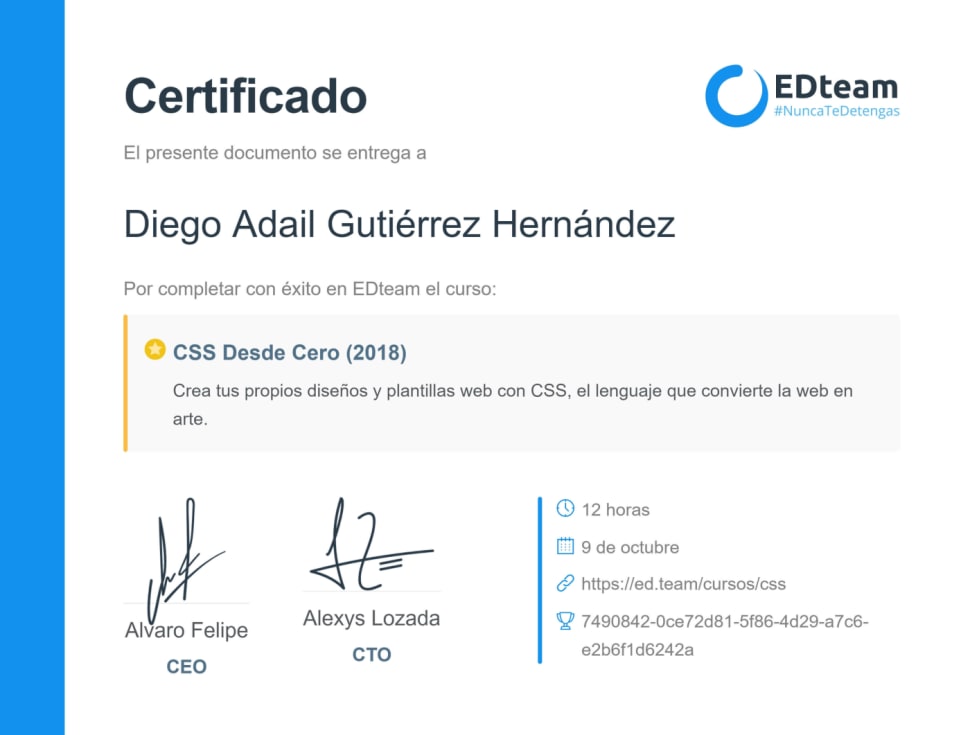 Certificado
EDteam
#NuncaTeDetengas
El presente documento se entrega a
Diego Adail Gutiérrez Hernández
Por completar con éxito en EDteam el curso:
CSS Desde Cero (2018)
Crea tus propios diseños y plantillas web con CSS, el lenguaje que convierte la web en
arte.
Alvaro Felipe
CEO
Alexys Lozada
CTO
12 horas
9 de octubre
https://ed.team/cursos/css
7490842-0ce72d81-5f86-4d29-a7c6-
e2b6f1d6242a